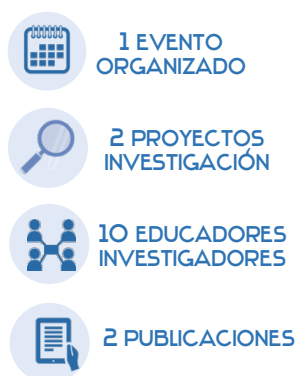 1 EVENTO
ORGANIZADO
2 PROYECTOS
INVESTIGACIÓN
10 EDUCADORES
INVESTIGADORES
2 PUBLICACIONES